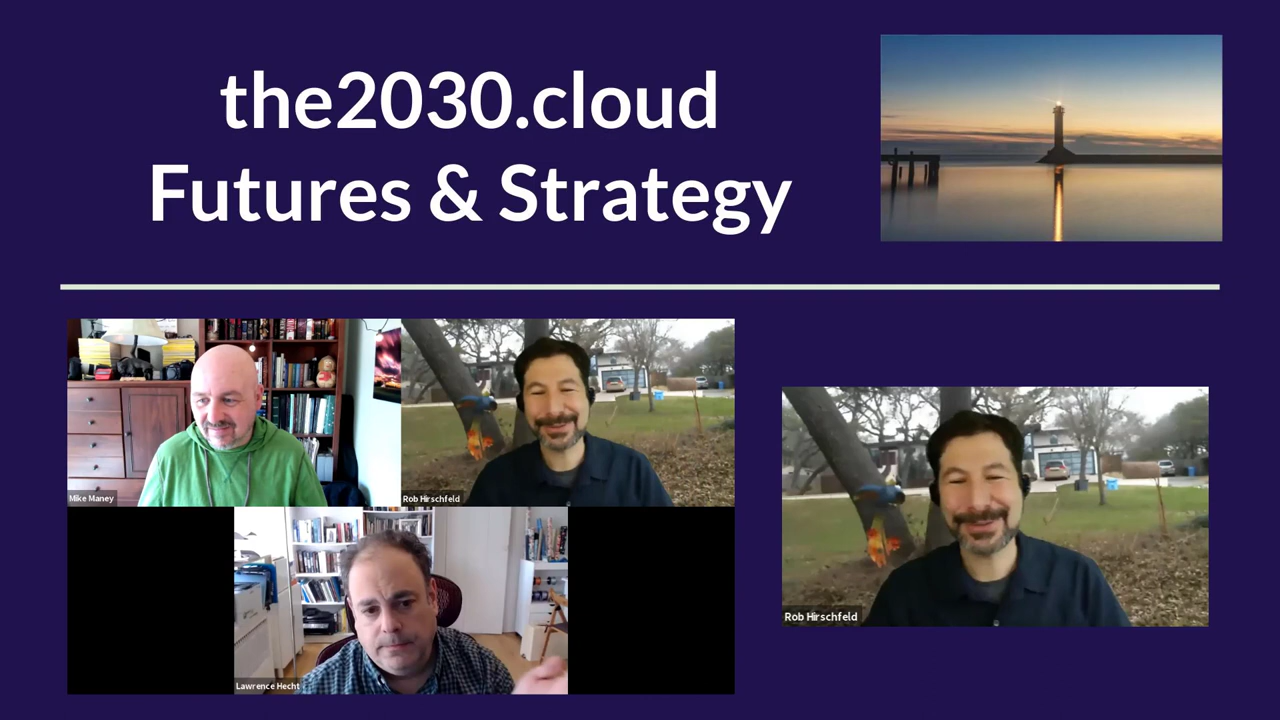 the2030.cloud
Futures & Strategy
Mike Maney
Rob Hirschfeld
Rob Hirschfeld
Lawrence Hecht